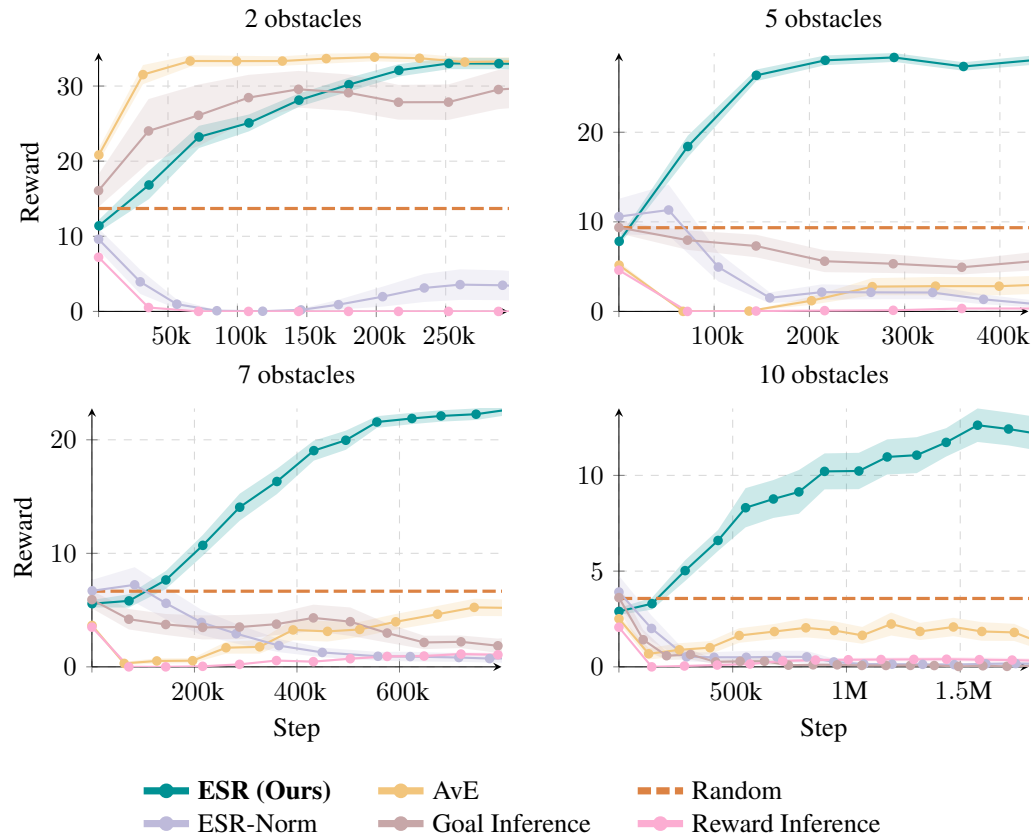 2 obstacles
5 obstacles
Reward
30
20
10
0
50k 100k 150k 200k 250k
20
10
0
100k 200k 300k 400k
7 obstacles
10 obstacles
Reward
20
10
0
200k 400k 600k
Step
10
5
0
500k 1M 1.5M
Step
ESR (Ours) AvE Random
ESR-Norm Goal Inference Reward Inference